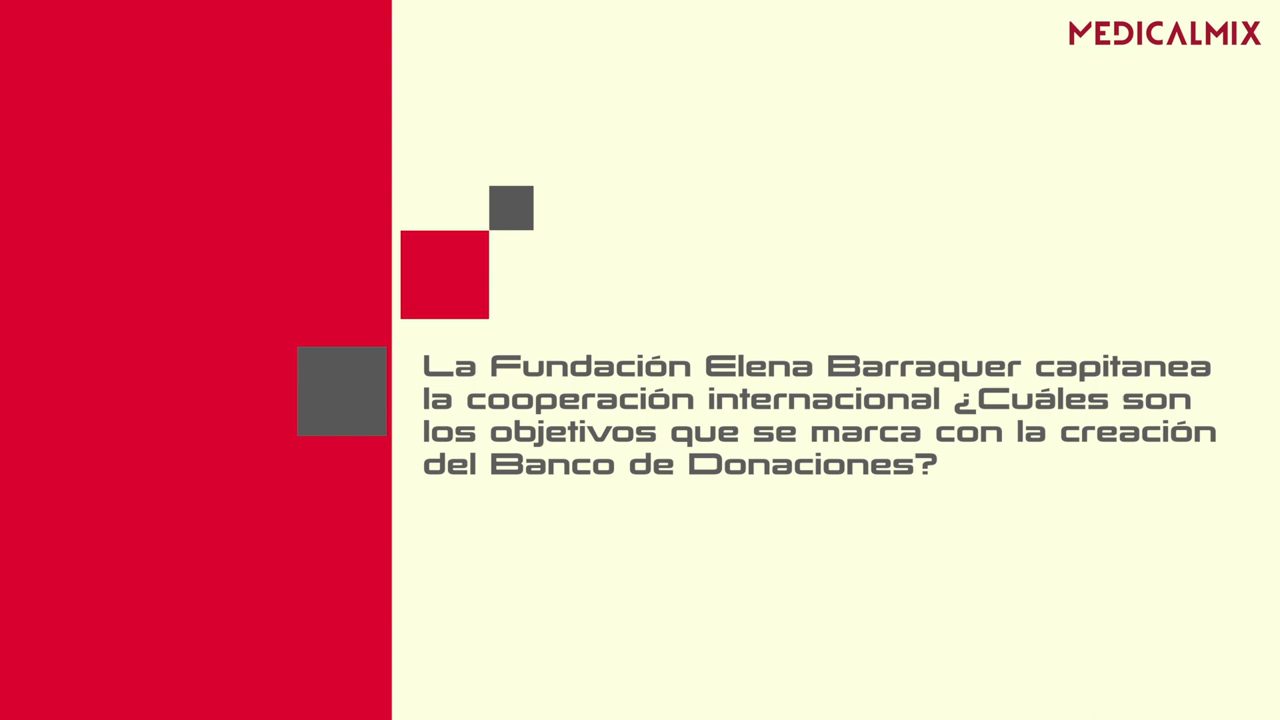 MEDICALMIX
La Fundación Elena Barraquer capitanea
la cooperación internacional ¿Cuáles son
los objetivos que se marca con la creación
del Banco de Donaciones?